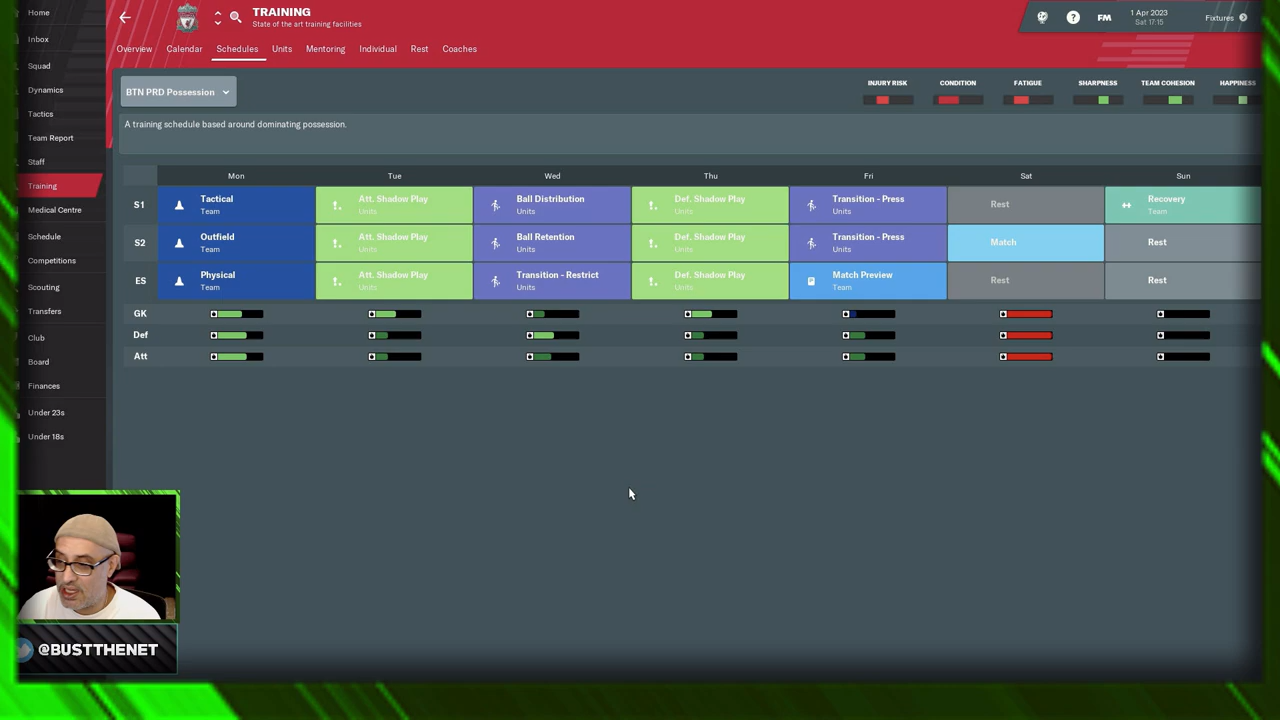 Home
Inbox
Squad
Dynamics
Tactics
Team Report
Staff
Training
Medical Centre
Schedule
Competitions
Scouting
Transfers
Club
Board
Finances
Under 23s
Under 18s
TRAINING
State of the art training facilities
FM
1 Apr 2023
Sat 17:15
Fixtures
Overview Calendar Schedules Units Mentoring Individual Rest Coaches
BTN PRD Possession
INJURY RISK CONDITION FATIGUE SHARPNESS TEAM COHESION HAPPINESS
A training schedule based around dominating possession.
Mon Tue Wed Thu Fri Sat Sun
S1 Tactical Att. Shadow Play Ball Distribution Def. Shadow Play Transition - Press Rest Recovery
Team Units Units Units Units Team
S2 Outfield Att. Shadow Play Ball Retention Def. Shadow Play Transition - Press Match Rest
Team Units Units Units Units
ES Physical Att. Shadow Play Transition - Restrict Def. Shadow Play Match Preview Rest Rest
Team Units Units Units Team
GK
Def
Att
@BUSTTHENET